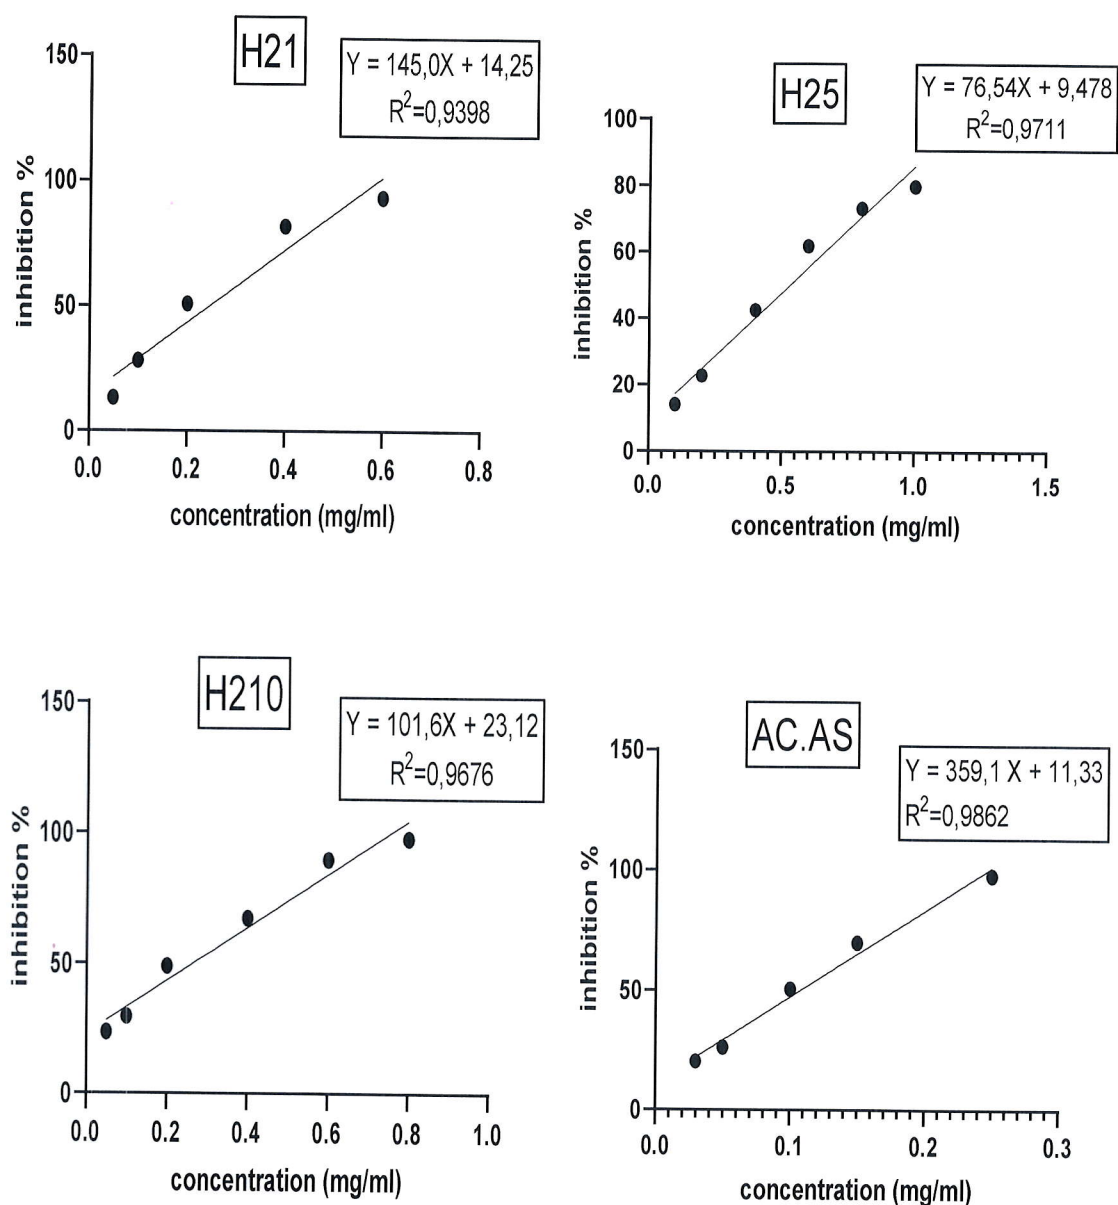 H21
Y = 145,0X + 14,25
R²=0,9398
150
100
50
0
inhibition %
0.0 0.2 0.4 0.6 0.8
concentration (mg/ml)
H25
Y = 76,54X + 9,478
R²=0,9711
100
80
60
40
20
0
inhibition %
0.0 0.5 1.0 1.5
concentration (mg/ml)
H210
Y = 101,6X + 23,12
R²=0,9676
150
100
50
0
inhibition %
0.0 0.2 0.4 0.6 0.8 1.0
concentration (mg/ml)
AC.AS
Y = 359,1 X + 11,33
R²=0,9862
150
100
50
0
inhibition %
0.0 0.1 0.2 0.3
concentration (mg/ml)